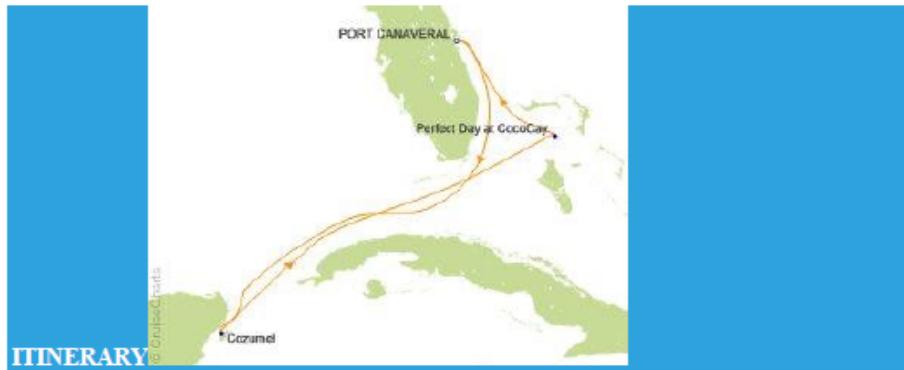 PORT CANAVERAL
Perfect Day at CocoCay
Cozumel
© CruiseCharts
ITINERARY